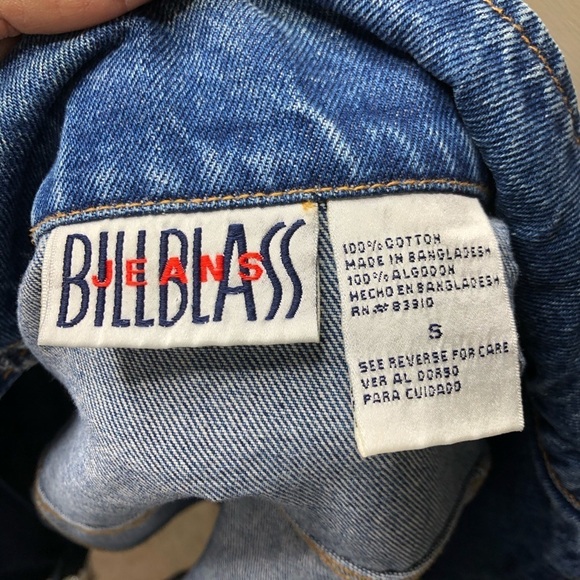 BILLBLASS
JEANS
100% COTTON
MADE IN BANGLADESH
100% ALGODON
HECHO EN BANGLADESH
RN# 83910
S
SEE REVERSE FOR CARE
VER AL DORSO
PARA CUIDADO